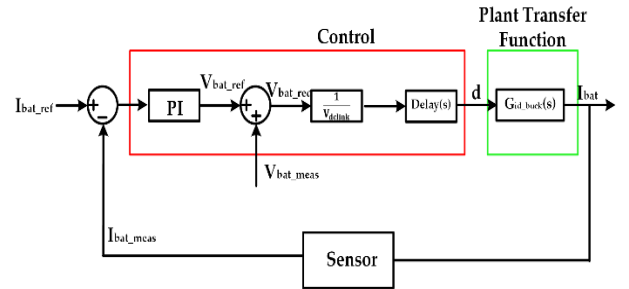 Plant Transfer
Function
Control
Ibat_ref
+
−
PI
Vbat_ref
+
+
Vbat_rec
1
Vdclink
Delay(s)
d
Gid_buck(s)
Ibat
Vbat_meas
Ibat_meas
Sensor